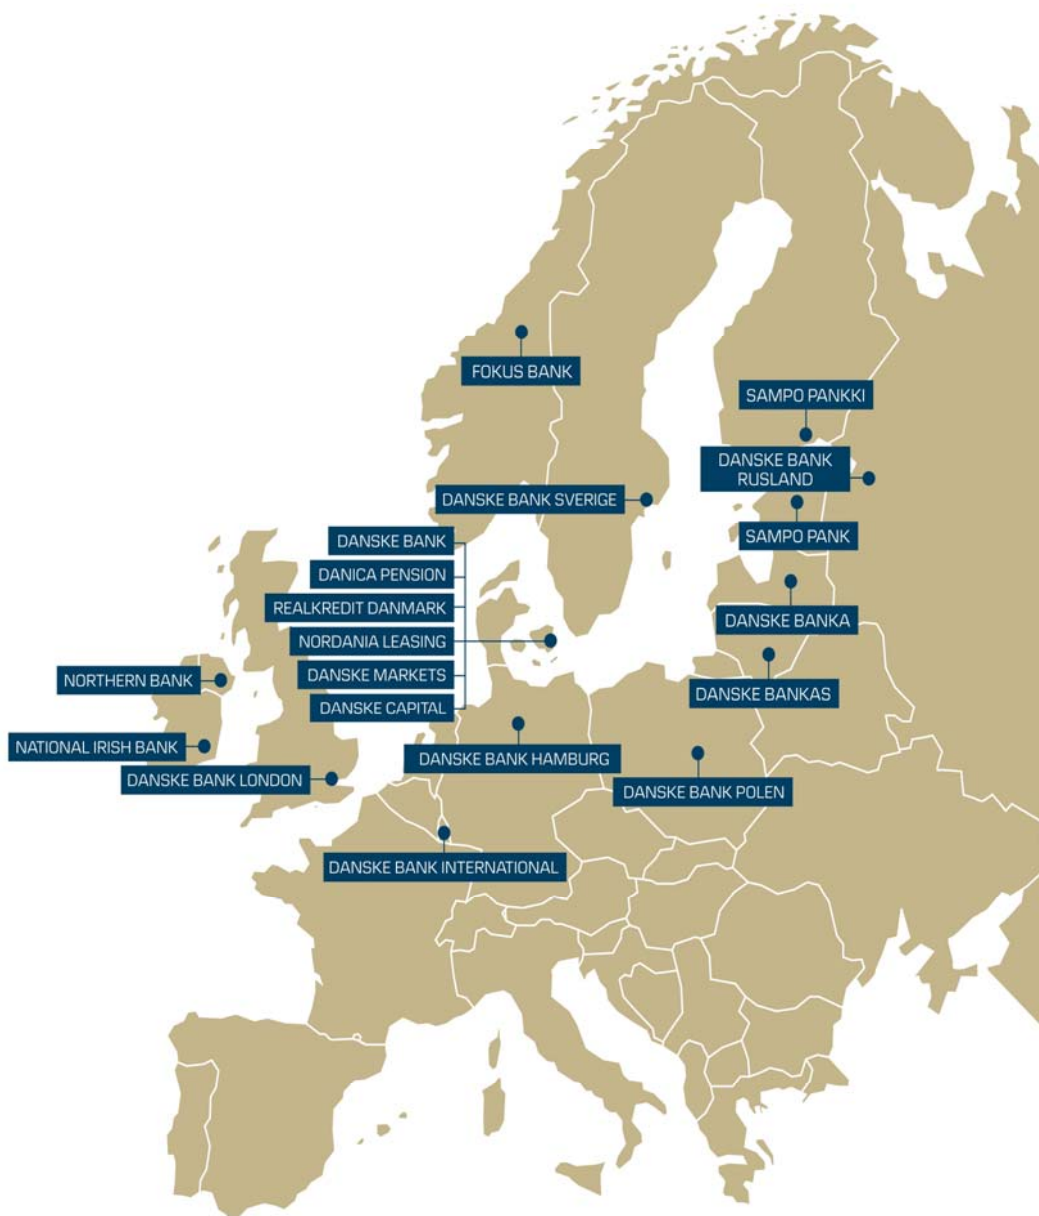 FOKUS BANK
SAMPO PANKKI
DANSKE BANK
RUSLAND
DANSKE BANK SVERIGE
SAMPO PANK
DANSKE BANK
DANICA PENSION
REALKREDIT DANMARK
NORDANIA LEASING
DANSKE MARKETS
DANSKE CAPITAL
DANSKE BANKA
DANSKE BANKAS
NORTHERN BANK
NATIONAL IRISH BANK
DANSKE BANK LONDON
DANSKE BANK HAMBURG
DANSKE BANK POLEN
DANSKE BANK INTERNATIONAL